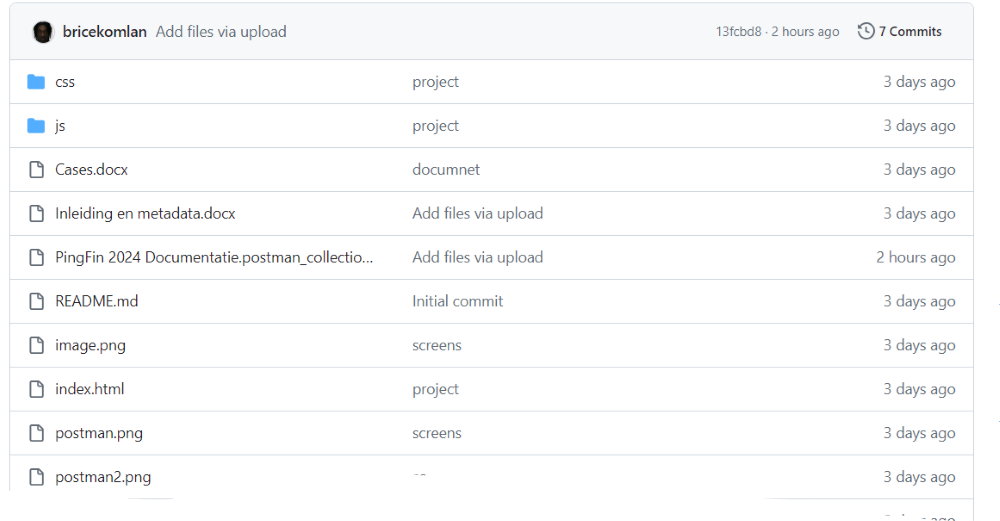 bricekomlan Add files via upload 13fcbd8 · 2 hours ago 7 Commits
css project 3 days ago
js project 3 days ago
Cases.docx documnet 3 days ago
Inleiding en metadata.docx Add files via upload 3 days ago
PingFin 2024 Documentatie.postman_collectio... Add files via upload 2 hours ago
README.md Initial commit 3 days ago
image.png screens 3 days ago
index.html project 3 days ago
postman.png screens 3 days ago
postman2.png 3 days ago